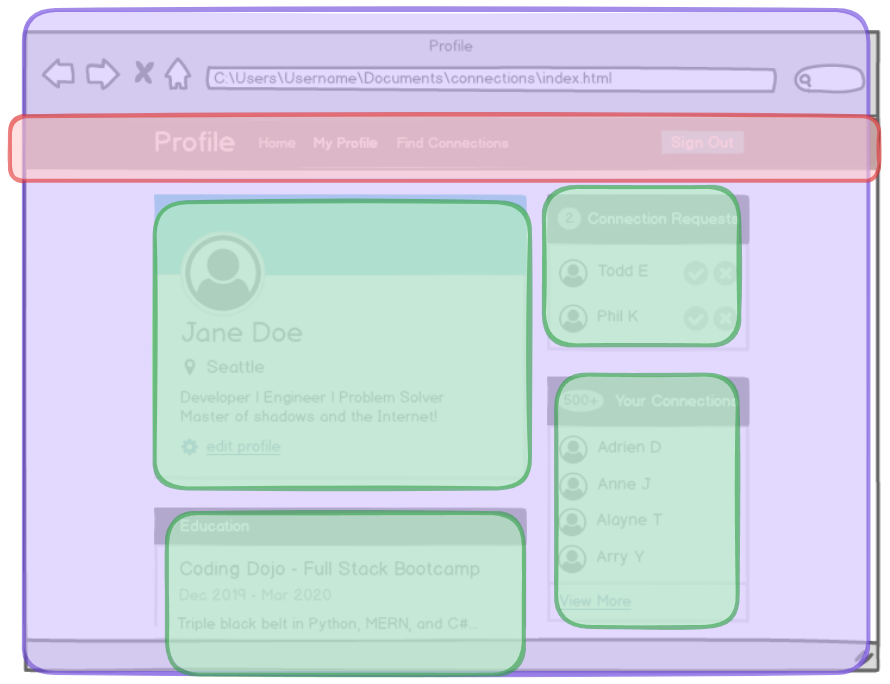 Profile
C:\Users\Username\Documents\connections\index.html
Profile Home My Profile Find Connections Sign Out
Jane Doe
Seattle
Developer | Engineer | Problem Solver
Master of shadows and the Internet!
edit profile
Education
Coding Dojo - Full Stack Bootcamp
Dec 2019 - Mar 2020
Triple black belt in Python, MERN, and C#...
2 Connection Requests
Todd E
Phil K
500+ Your Connections
Adrien D
Anne J
Alayne T
Arry Y
View More